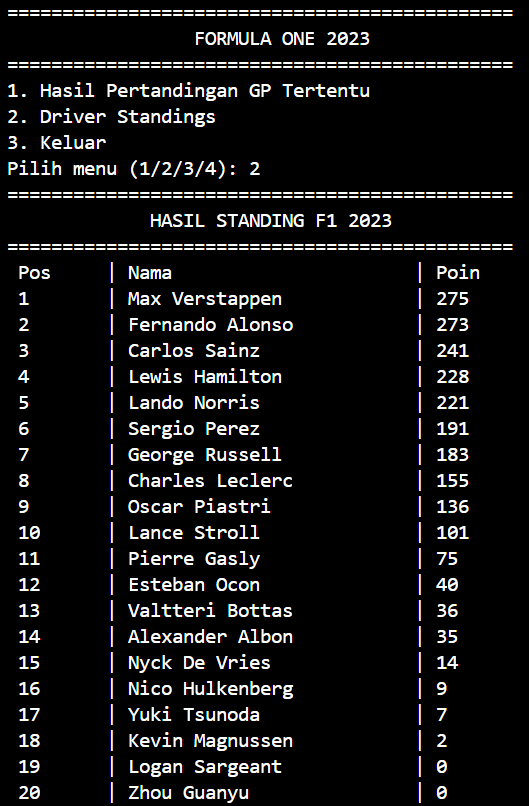 ==============================================
FORMULA ONE 2023
==============================================
1. Hasil Pertandingan GP Tertentu
2. Driver Standings
3. Keluar
Pilih menu (1/2/3/4): 2
==============================================
HASIL STANDING F1 2023
==============================================
Pos | Nama | Poin
1 | Max Verstappen | 275
2 | Fernando Alonso | 273
3 | Carlos Sainz | 241
4 | Lewis Hamilton | 228
5 | Lando Norris | 221
6 | Sergio Perez | 191
7 | George Russell | 183
8 | Charles Leclerc | 155
9 | Oscar Piastri | 136
10 | Lance Stroll | 101
11 | Pierre Gasly | 75
12 | Esteban Ocon | 40
13 | Valtteri Bottas | 36
14 | Alexander Albon | 35
15 | Nyck De Vries | 14
16 | Nico Hulkenberg | 9
17 | Yuki Tsunoda | 7
18 | Kevin Magnussen | 2
19 | Logan Sargeant | 0
20 | Zhou Guanyu | 0